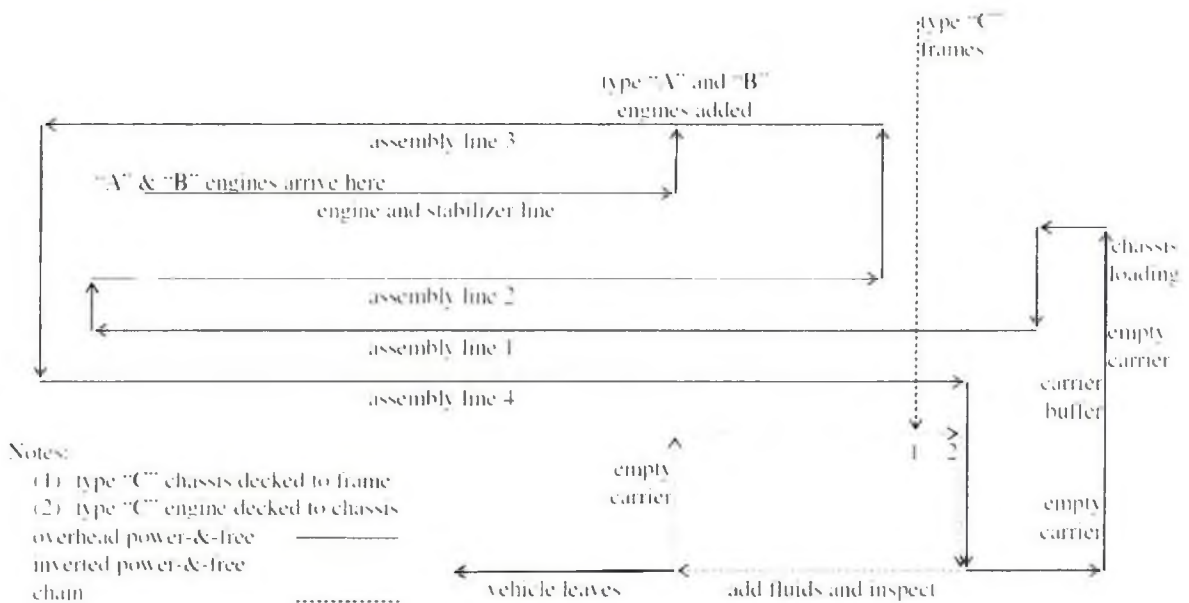 type “C”
frames
type “A” and “B”
engines added
assembly line 3
“A” & “B” engines arrive here
engine and stabilizer line
chassis
loading
assembly line 2
assembly line 1
empty
carrier
carrier
buffer
assembly line 4
1
2
Notes:
(1) type “C” chassis decked to frame
(2) type “C” engine decked to chassis
overhead power-&-free
inverted power-&-free
chain
empty
carrier
empty
carrier
vehicle leaves
add fluids and inspect